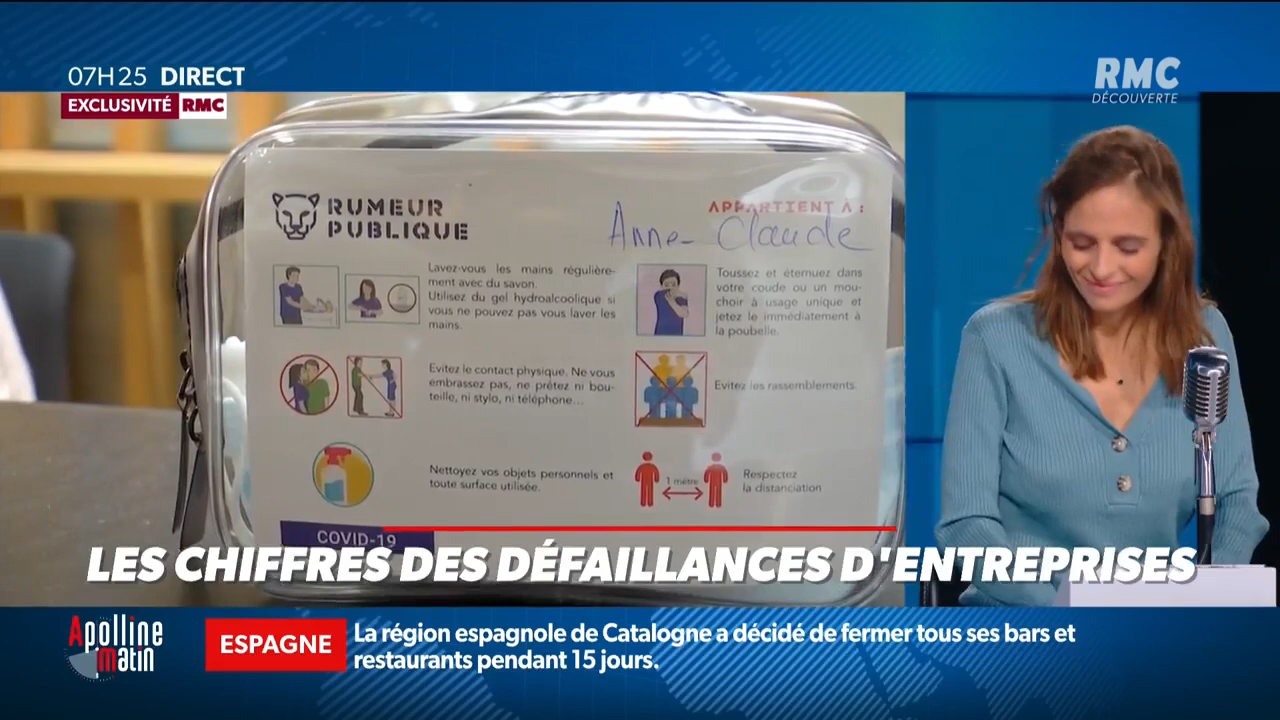 07H25 DIRECT
EXCLUSIVITÉ RMC
RMC
DÉCOUVERTE
RUMEUR
PUBLIQUE
APPARTIENT À :
Anne-Claude
Lavez-vous les mains régulière-
ment avec du savon.
Utilisez du gel hydroalcoolique si
vous ne pouvez pas vous laver les
mains.
Toussez et éternuez dans
votre coude ou un mou-
choir à usage unique et
jetez le immédiatement à
la poubelle.
Evitez le contact physique. Ne vous
embrassez pas, ne prêtez ni bou-
teille, ni stylo, ni téléphone...
Evitez les rassemblements.
Nettoyez vos objets personnels et
toute surface utilisée.
1 mètre
Respectez
la distanciation
COVID-19
LES CHIFFRES DES DÉFAILLANCES D'ENTREPRISES
Apolline
Matin
ESPAGNE
La région espagnole de Catalogne a décidé de fermer tous ses bars et
restaurants pendant 15 jours.